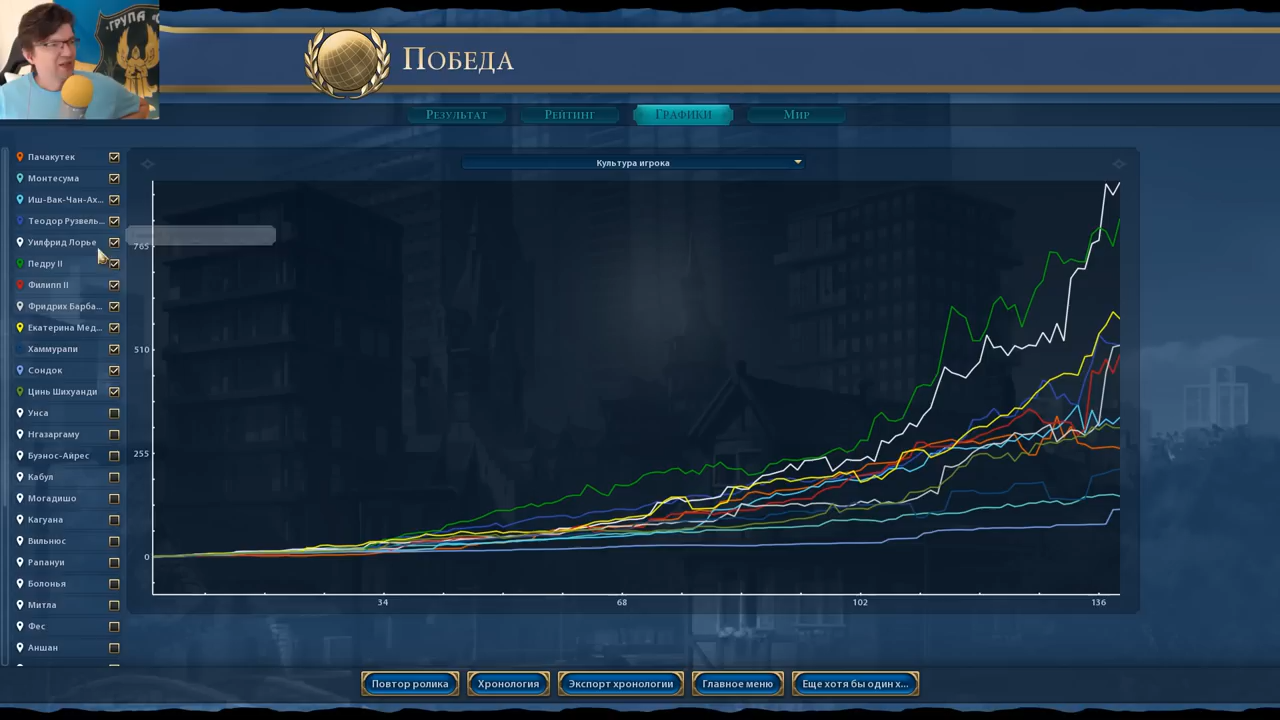 ГРУПА
Победа
Результат
Рейтинг
Графики
Мир
Культура игрока
Пачакутек
Монтесума
Иш-Вак-Чан-Ах...
Теодор Рузвель...
Уилфрид Лорье
Педру II
Филипп II
Фридрих Барба...
Екатерина Мед...
Хаммурапи
Сондок
Цинь Шихуанди
Унса
Нгазаргаму
Буэнос-Айрес
Кабул
Могадишо
Кагуана
Вильнюс
Рапануи
Болонья
Митла
Фес
Аншан
765
510
255
0
34
68
102
136
Повтор ролика
Хронология
Экспорт хронологии
Главное меню
Еще хотя бы один х...